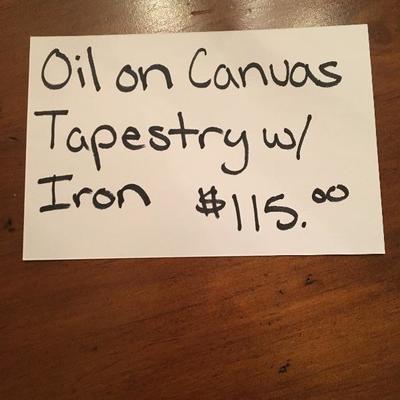 Oil on Canvas
Tapestry w/
Iron $115.00